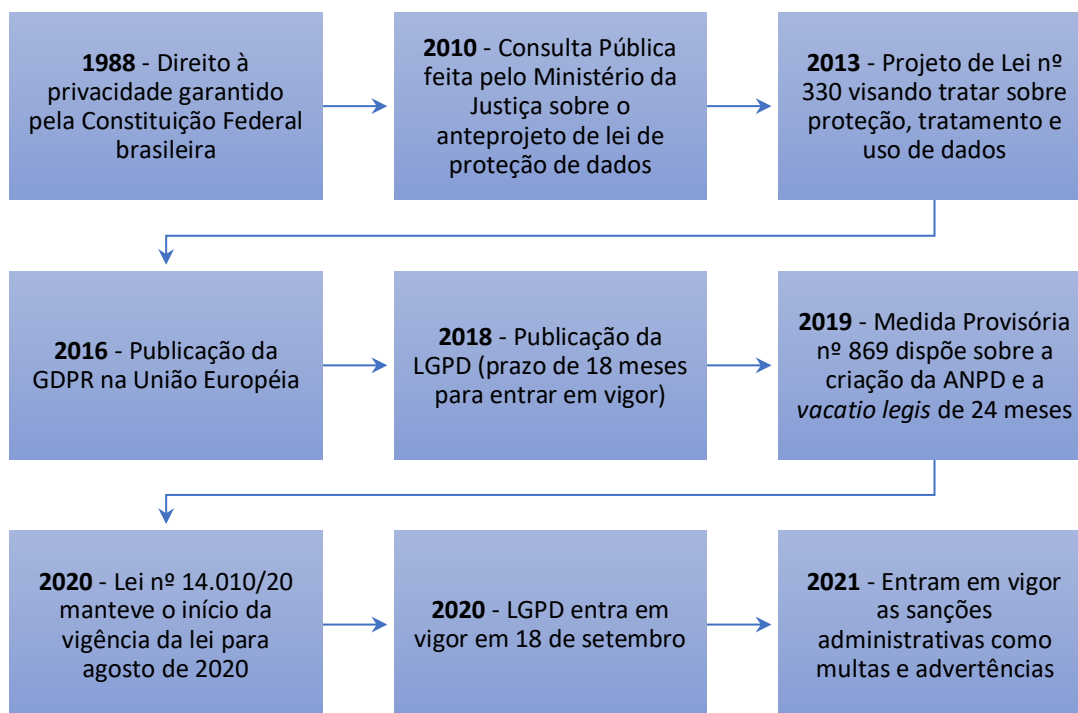 1988 - Direito à
privacidade garantido
pela Constituição Federal
brasileira
2010 - Consulta Pública
feita pelo Ministério da
Justiça sobre o
anteprojeto de lei de
proteção de dados
2013 - Projeto de Lei nº
330 visando tratar sobre
proteção, tratamento e
uso de dados
2016 - Publicação da
GDPR na União Européia
2018 - Publicação da
LGPD (prazo de 18 meses
para entrar em vigor)
2019 - Medida Provisória
nº 869 dispõe sobre a
criação da ANPD e a
vacatio legis de 24 meses
2020 - Lei nº 14.010/20
manteve o início da
vigência da lei para
agosto de 2020
2020 - LGPD entra em
vigor em 18 de setembro
2021 - Entram em vigor
as sanções
administrativas como
multas e advertências